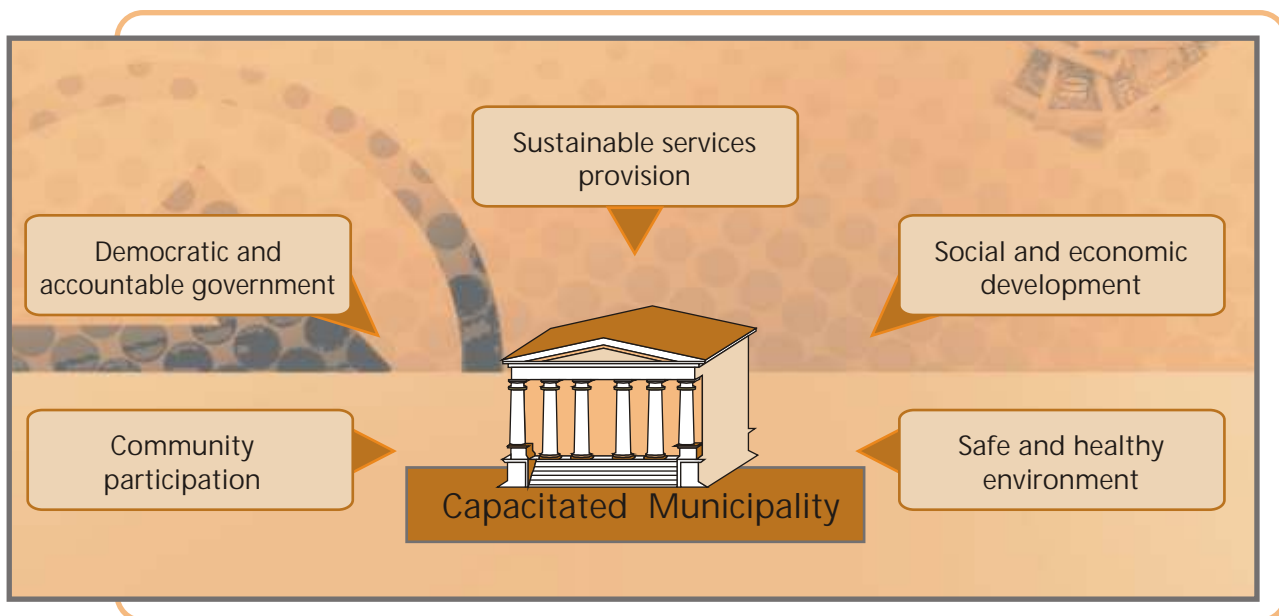 Sustainable services
provision
Democratic and
accountable government
Social and economic
development
Community
participation
Safe and healthy
environment
Capacitated Municipality